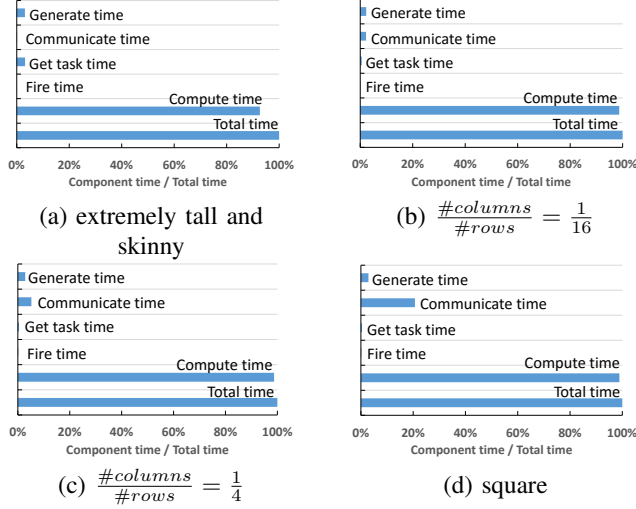 Generate time
Communicate time
Get task time
Fire time
Compute time
Total time
0% 20% 40% 60% 80% 100%
Component time / Total time
(a) extremely tall and
skinny
Generate time
Communicate time
Get task time
Fire time
Compute time
Total time
0% 20% 40% 60% 80% 100%
Component time / Total time
(b) #columns/#rows = 1/16
Generate time
Communicate time
Get task time
Fire time
Compute time
Total time
0% 20% 40% 60% 80% 100%
Component time / Total time
(c) #columns/#rows = 1/4
Generate time
Communicate time
Get task time
Fire time
Compute time
Total time
0% 20% 40% 60% 80% 100%
Component time / Total time
(d) square